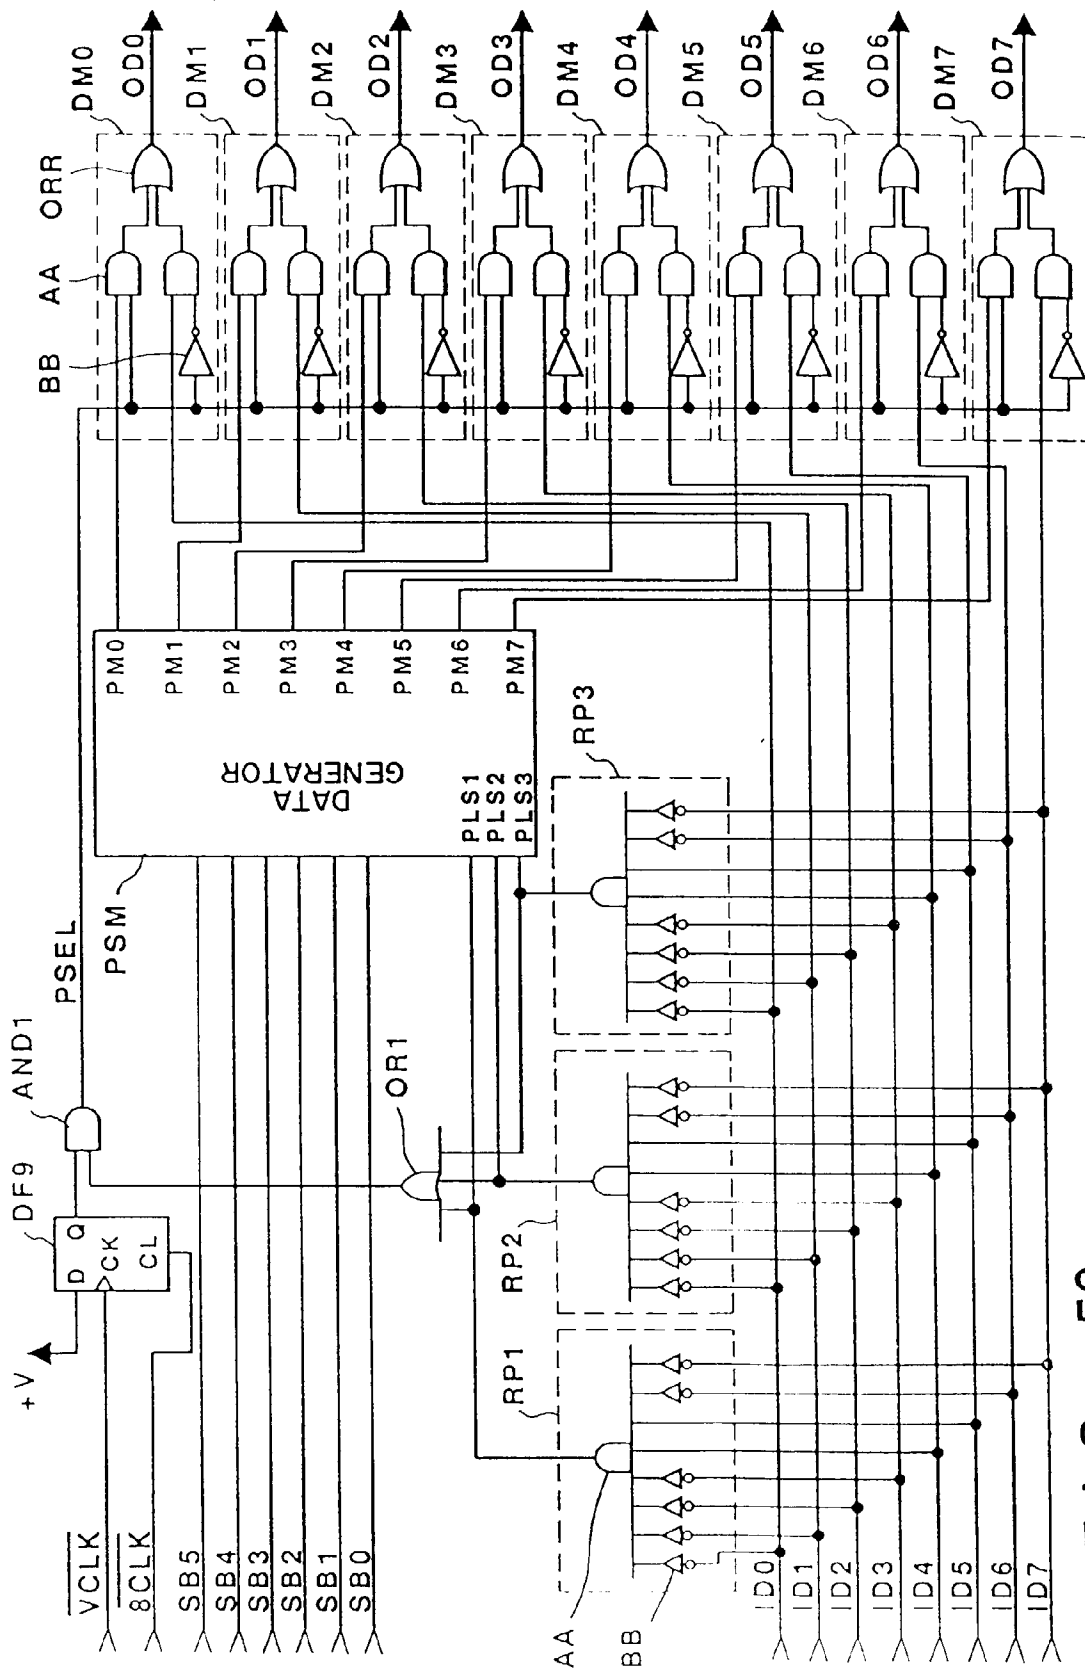 +V
DF9
AND1
PSEL
D
Q
CK
CL
VCLK
8CLK
SB5
SB4
SB3
SB2
SB1
SB0
PSM
DATA
GENERATOR
PM0
PM1
PM2
PM3
PM4
PM5
PM6
PM7
PLS1
PLS2
PLS3
OR1
RP1
RP2
RP3
AA
BB
ID0
ID1
ID2
ID3
ID4
ID5
ID6
ID7
BB
AA
ORR
DM0
OD0
DM1
OD1
DM2
OD2
DM3
OD3
DM4
OD4
DM5
OD5
DM6
OD6
DM7
OD7